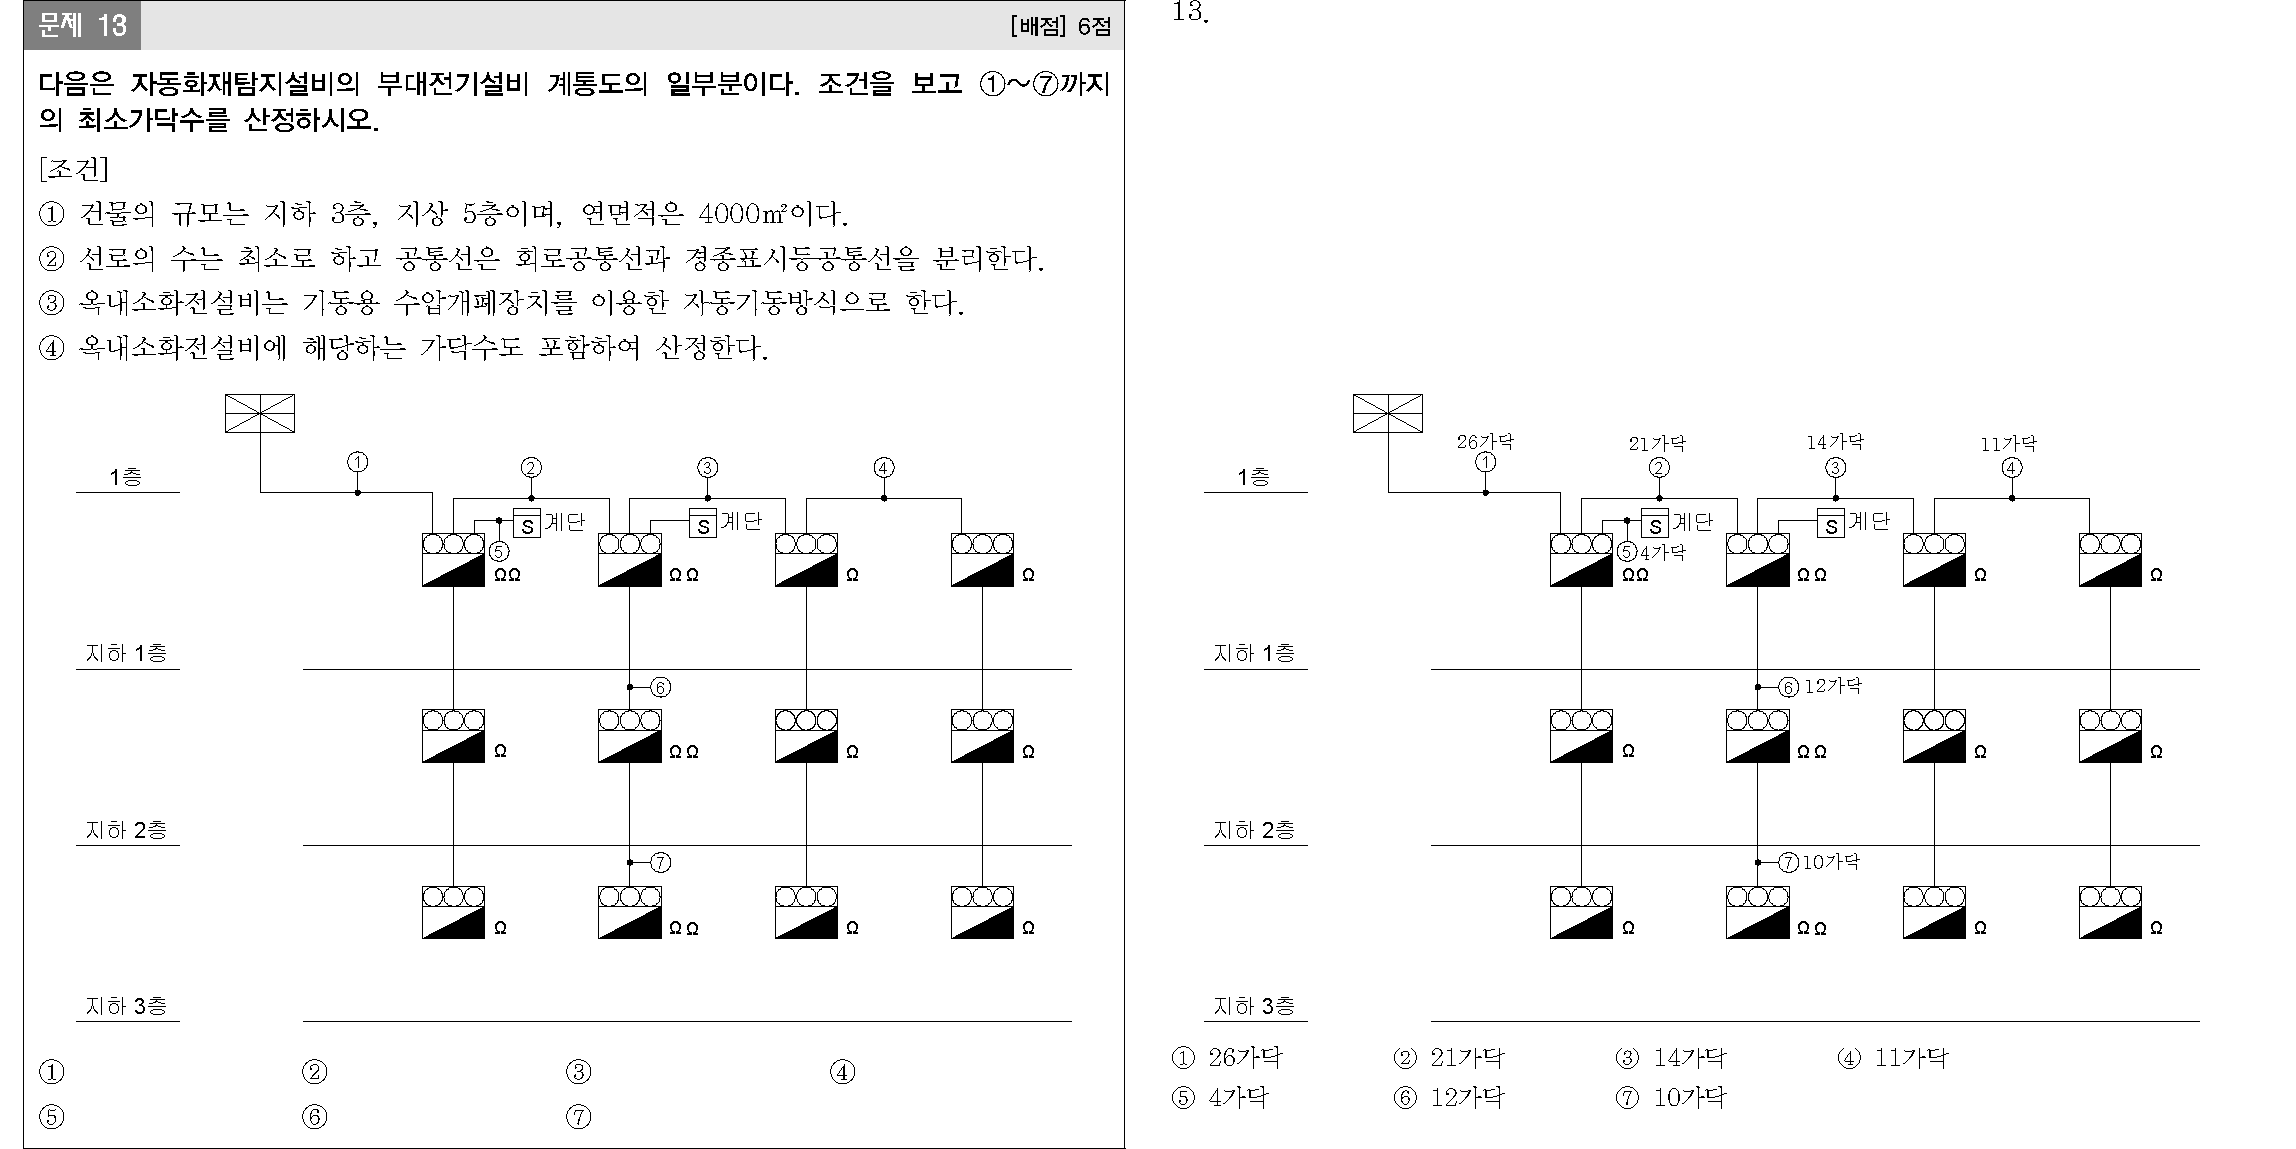 문제 13
[배점] 6점
다음은 자동화재탐지설비의 부대전기설비 계통도의 일부분이다. 조건을 보고 ①~⑦까지
의 최소가닥수를 산정하시오.
[조건]
① 건물의 규모는 지하 3층, 지상 5층이며, 연면적은 4000㎡이다.
② 선로의 수는 최소로 하고 공통선은 회로공통선과 경종표시등공통선을 분리한다.
③ 옥내소화전설비는 기동용 수압개폐장치를 이용한 자동기동방식으로 한다.
④ 옥내소화전설비에 해당하는 가닥수도 포함하여 산정한다.
① ② ③ ④
1층
S 계단 S 계단
⑤
Ω Ω Ω Ω Ω Ω
지하 1층
⑥
Ω Ω Ω Ω Ω
지하 2층
⑦
Ω Ω Ω Ω Ω
지하 3층
① ② ③ ④
⑤ ⑥ ⑦
13.
26가닥 21가닥 14가닥 11가닥
① ② ③ ④
1층
S 계단 S 계단
⑤ 4가닥
Ω Ω Ω Ω Ω Ω
지하 1층
⑥ 12가닥
Ω Ω Ω Ω Ω
지하 2층
⑦ 10가닥
Ω Ω Ω Ω Ω
지하 3층
① 26가닥 ② 21가닥 ③ 14가닥 ④ 11가닥
⑤ 4가닥 ⑥ 12가닥 ⑦ 10가닥